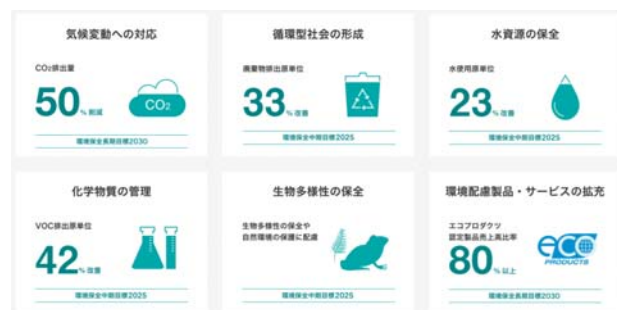 気候変動への対応
CO₂排出量
50%削減
CO₂
環境保全長期目標2030
循環型社会の形成
廃棄物排出原単位
33%改善
環境保全中期目標2025
水資源の保全
水使用原単位
23%改善
環境保全中期目標2025
化学物質の管理
VOC排出原単位
42%改善
環境保全中期目標2025
生物多様性の保全
生物多様性の保全や
自然環境の保護に配慮
環境保全中期目標2025
環境配慮製品・サービスの拡充
エコプロダクツ
認定製品売上高比率
80%以上
eco
PRODUCTS
環境保全長期目標2030